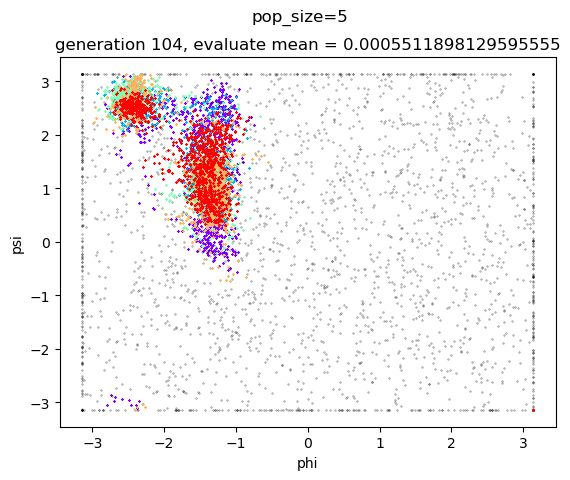 pop_size=5
generation 104, evaluate mean = 0.0005511898129595555
3
2
1
0
−1
−2
−3
psi
−3 −2 −1 0 1 2 3
phi